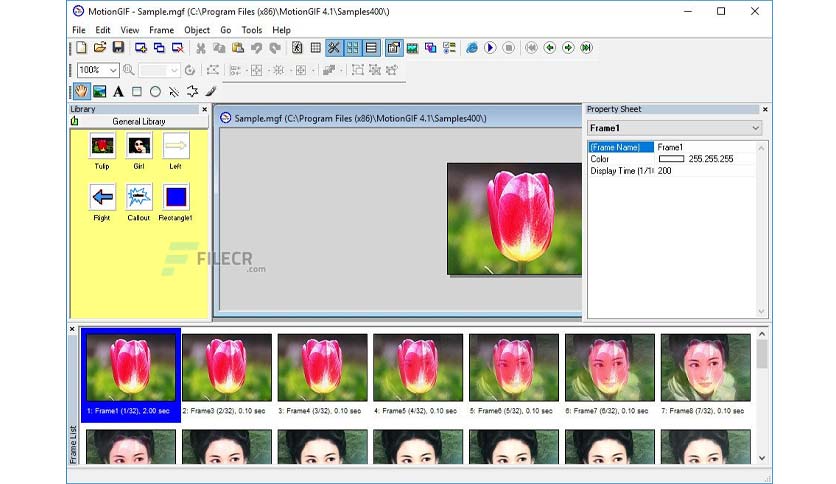 MotionGIF - Sample.mgf (C:\Program Files (x86)\MotionGIF 4.1\Samples400\)
File Edit View Frame Object Go Tools Help
100%
A
Library
General Library
Tulip Girl Left
Right Callout Rectangle1
Sample.mgf (C:\Program Files (x86)\MotionGIF 4.1\Samples400\)
FILECR
.com
Property Sheet
Frame1
(Frame Name) Frame1
Color 255.255.255
Display Time (1/1 200
Frame List
1: Frame1 (1/32), 2.00 sec
2: Frame3 (2/32), 0.10 sec
3: Frame4 (3/32), 0.10 sec
4: Frame5 (4/32), 0.10 sec
5: Frame6 (5/32), 0.10 sec
6: Frame7 (6/32), 0.10 sec
7: Frame8 (7/32), 0.10 sec